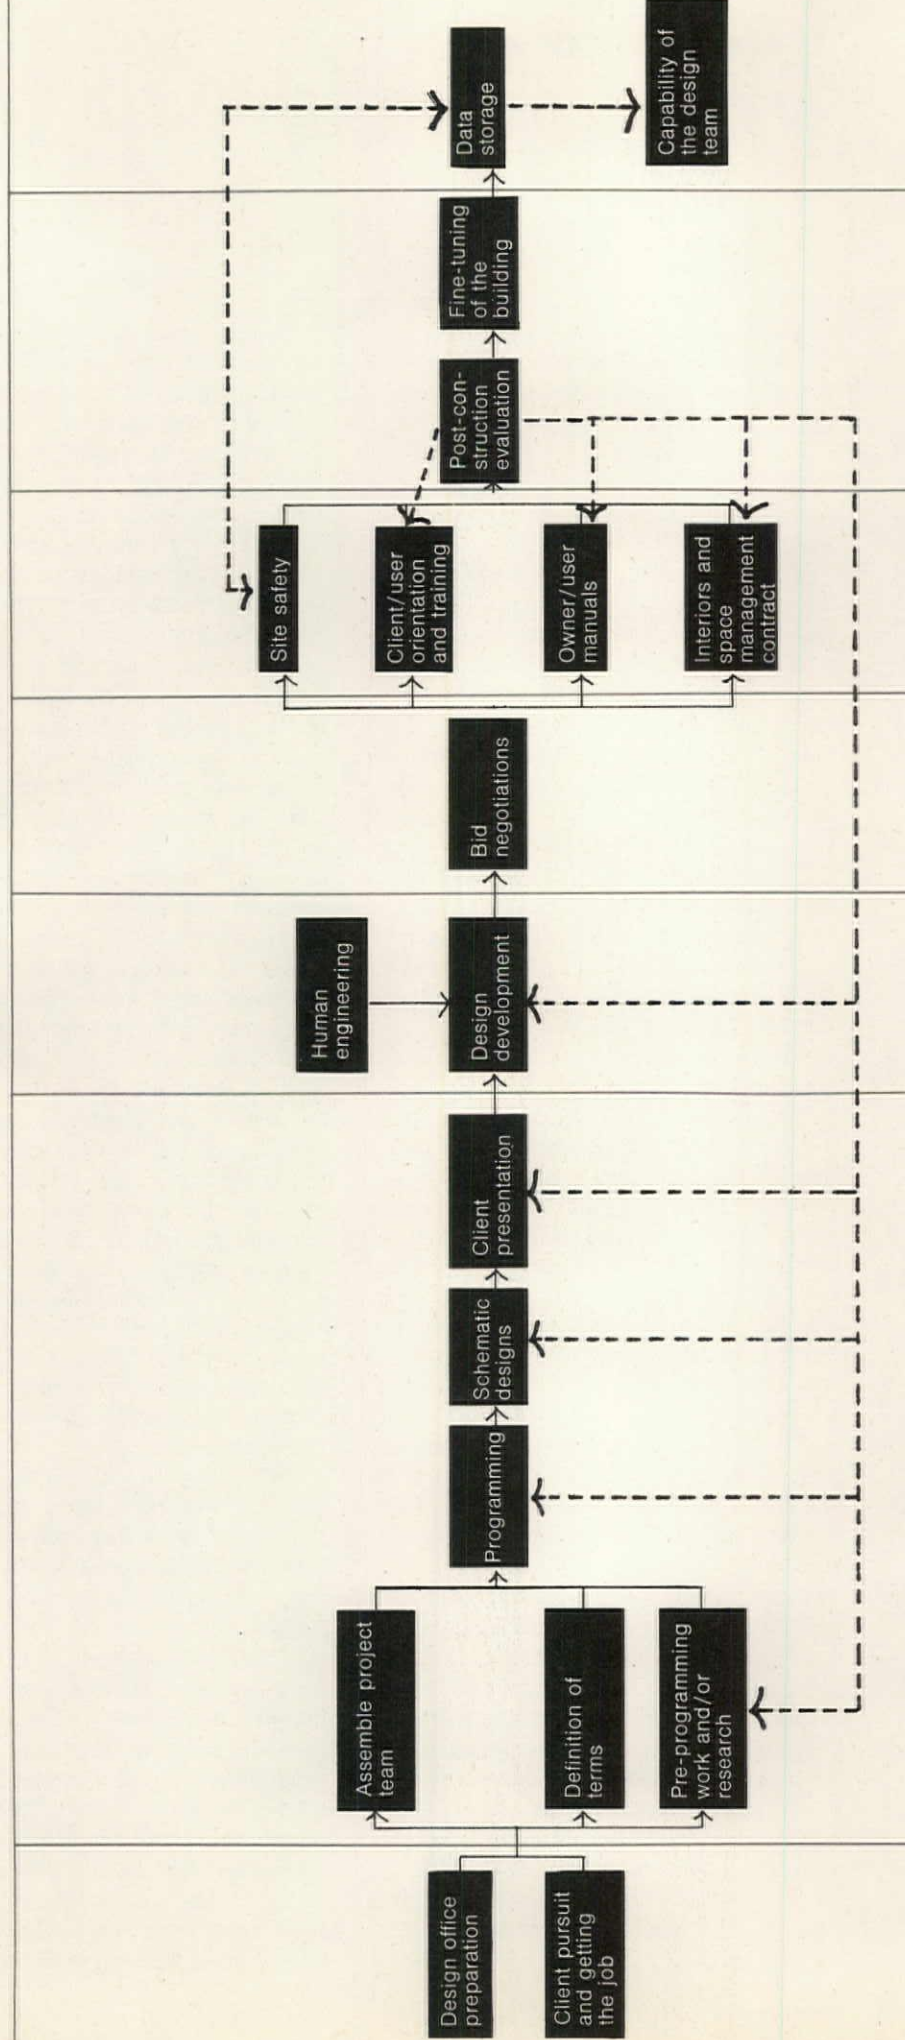 Design office
preparation
Client pursuit
and getting
the job
Assemble project
team
Definition of
terms
Pre-programming
work and/or
research
Programming
Schematic
designs
Client
presentation
Human
engineering
Design
development
Bid
negotiations
Site safety
Client/user
orientation
and training
Owner/user
manuals
Interiors and
space
management
contract
Post-con-
struction
evaluation
Fine-tuning
of the
building
Data
storage
Capability of
the design
team